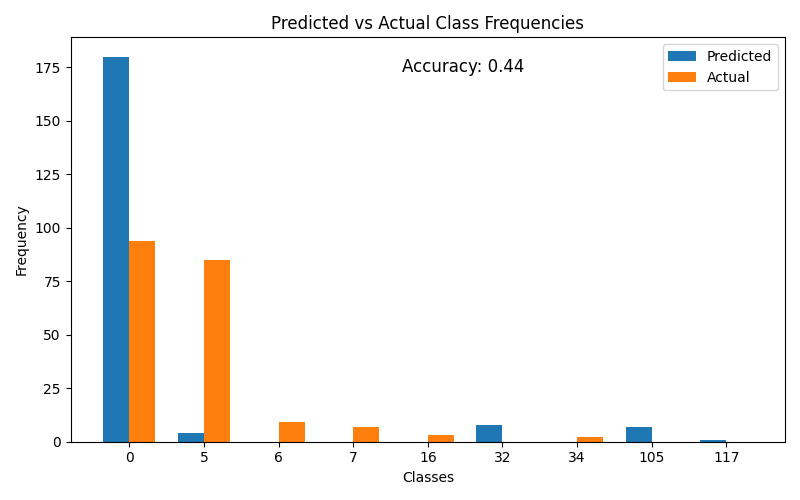 Predicted vs Actual Class Frequencies
Accuracy: 0.44
Predicted
Actual
175
150
125
100
75
50
25
0
Frequency
0 5 6 7 16 32 34 105 117
Classes